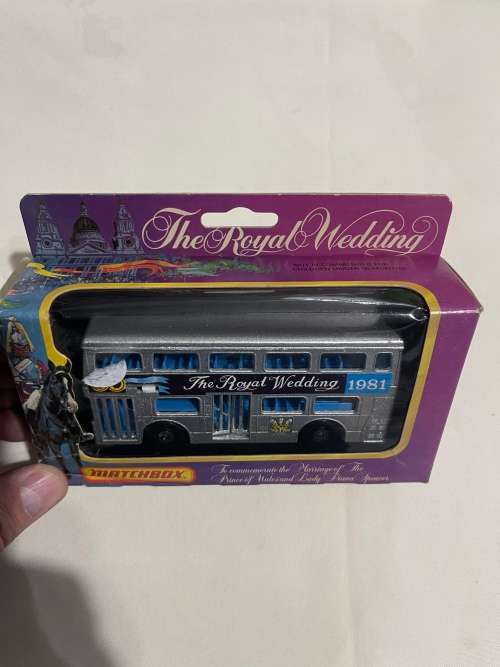 The Royal Wedding
The Royal Wedding 1981
MATCHBOX
To commemorate the Marriage of The
Prince of Wales and Lady Diana Spencer